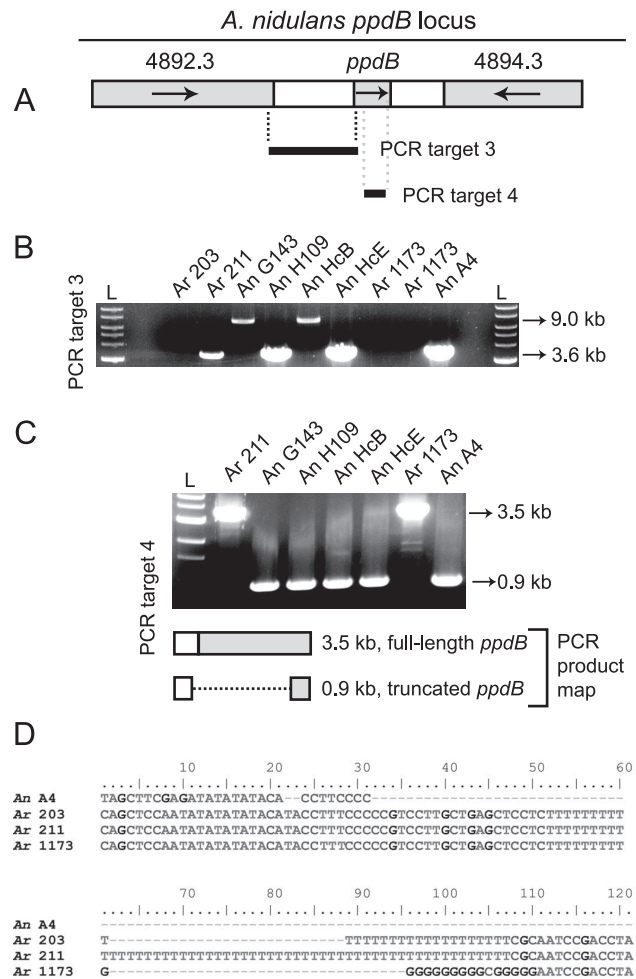 A. nidulans ppdB locus
4892.3 ppdB 4894.3
A
PCR target 3
PCR target 4
B
PCR target 3
L Ar 203 Ar 211 An G143 An H109 An HcB An HcE Ar 1173 Ar 1173 An A4 L
9.0 kb
3.6 kb
C
PCR target 4
L Ar 211 An G143 An H109 An HcB An HcE Ar 1173 An A4
3.5 kb
0.9 kb
3.5 kb, full-length ppdB
0.9 kb, truncated ppdB
PCR
product
map
D
10 20 30 40 50 60
An A4 TAGCTTCGAGATATATATACA--CCTTCCCC-----------------------------
Ar 203 CAGCTCCAATATATATATACATACCTTTCCCCCGTCCTTGCTGAGCTCCTCTTTTTTTTT
Ar 211 CAGCTCCAATATATATATACATACCTTTCCCCCGTCCTTGCTGAGCTCCTCTTTTTTTTT
Ar 1173 CAGCTCCAATATATATATACATACCTTTCCCCCGTCCTTGCTGAGCTCCTCTTTTTTTTT
70 80 90 100 110 120
An A4 -------------------------------------------------------------
Ar 203 T---------------------------TTTTTTTTTTTTTTTTTTTTGCAATCCGACCTA
Ar 211 TTTTTTTTTTTTTTTTTTTTTTTTTTTTTTTTTTTTTTTTTTTTTTTTGCAATCCGACCTA
Ar 1173 G----------------------------------GGGGGGGGGCGGGGGAATCCGACCTA